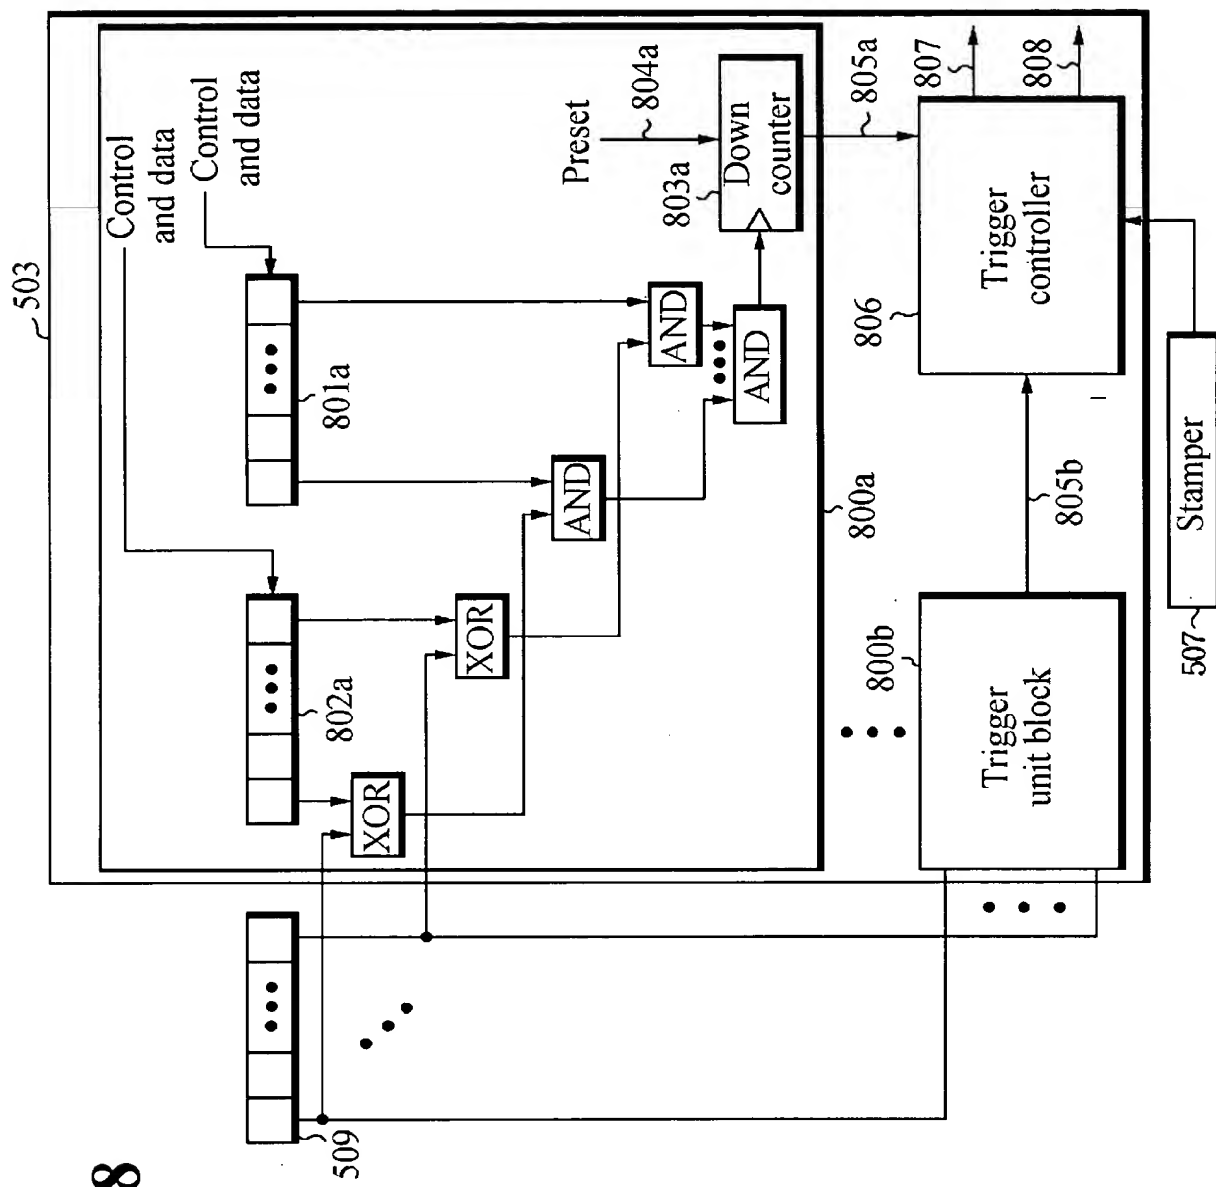 8
503
Control
and data
Control
and data
801a
802a
XOR
XOR
AND
AND
AND
Preset
804a
803a
Down
counter
800a
805a
807
808
806
Trigger
controller
805b
800b
Trigger
unit block
509
Stamper
507